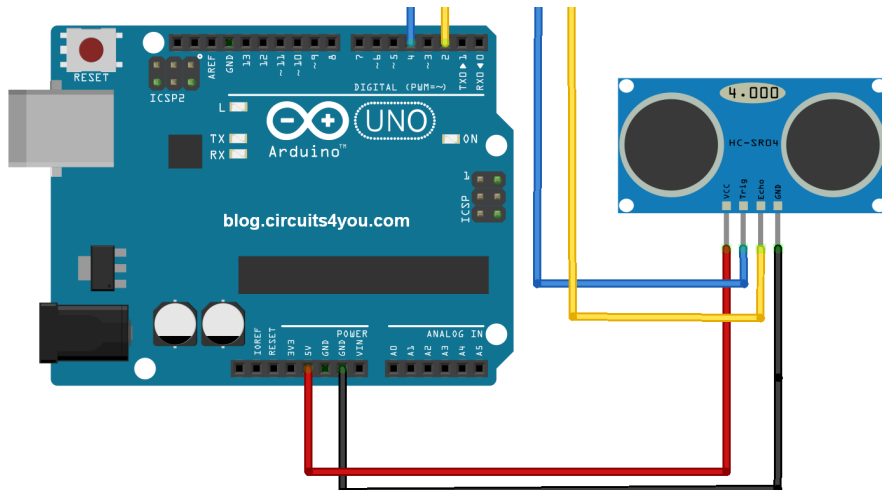 RESET
ICSP2
AREF
GND
13
12
~11
~10
~9
8
7
~6
~5
4
~3
2
TX0▶1
RX0◀0
DIGITAL (PWM=~)
L
TX
RX
Arduino™
UNO
ON
1
ICSP
blog.circuits4you.com
POWER
ANALOG IN
IOREF
RESET
3V3
5V
GND
GND
VIN
A0
A1
A2
A3
A4
A5
4.000
HC-SR04
VCC
Trig
Echo
GND